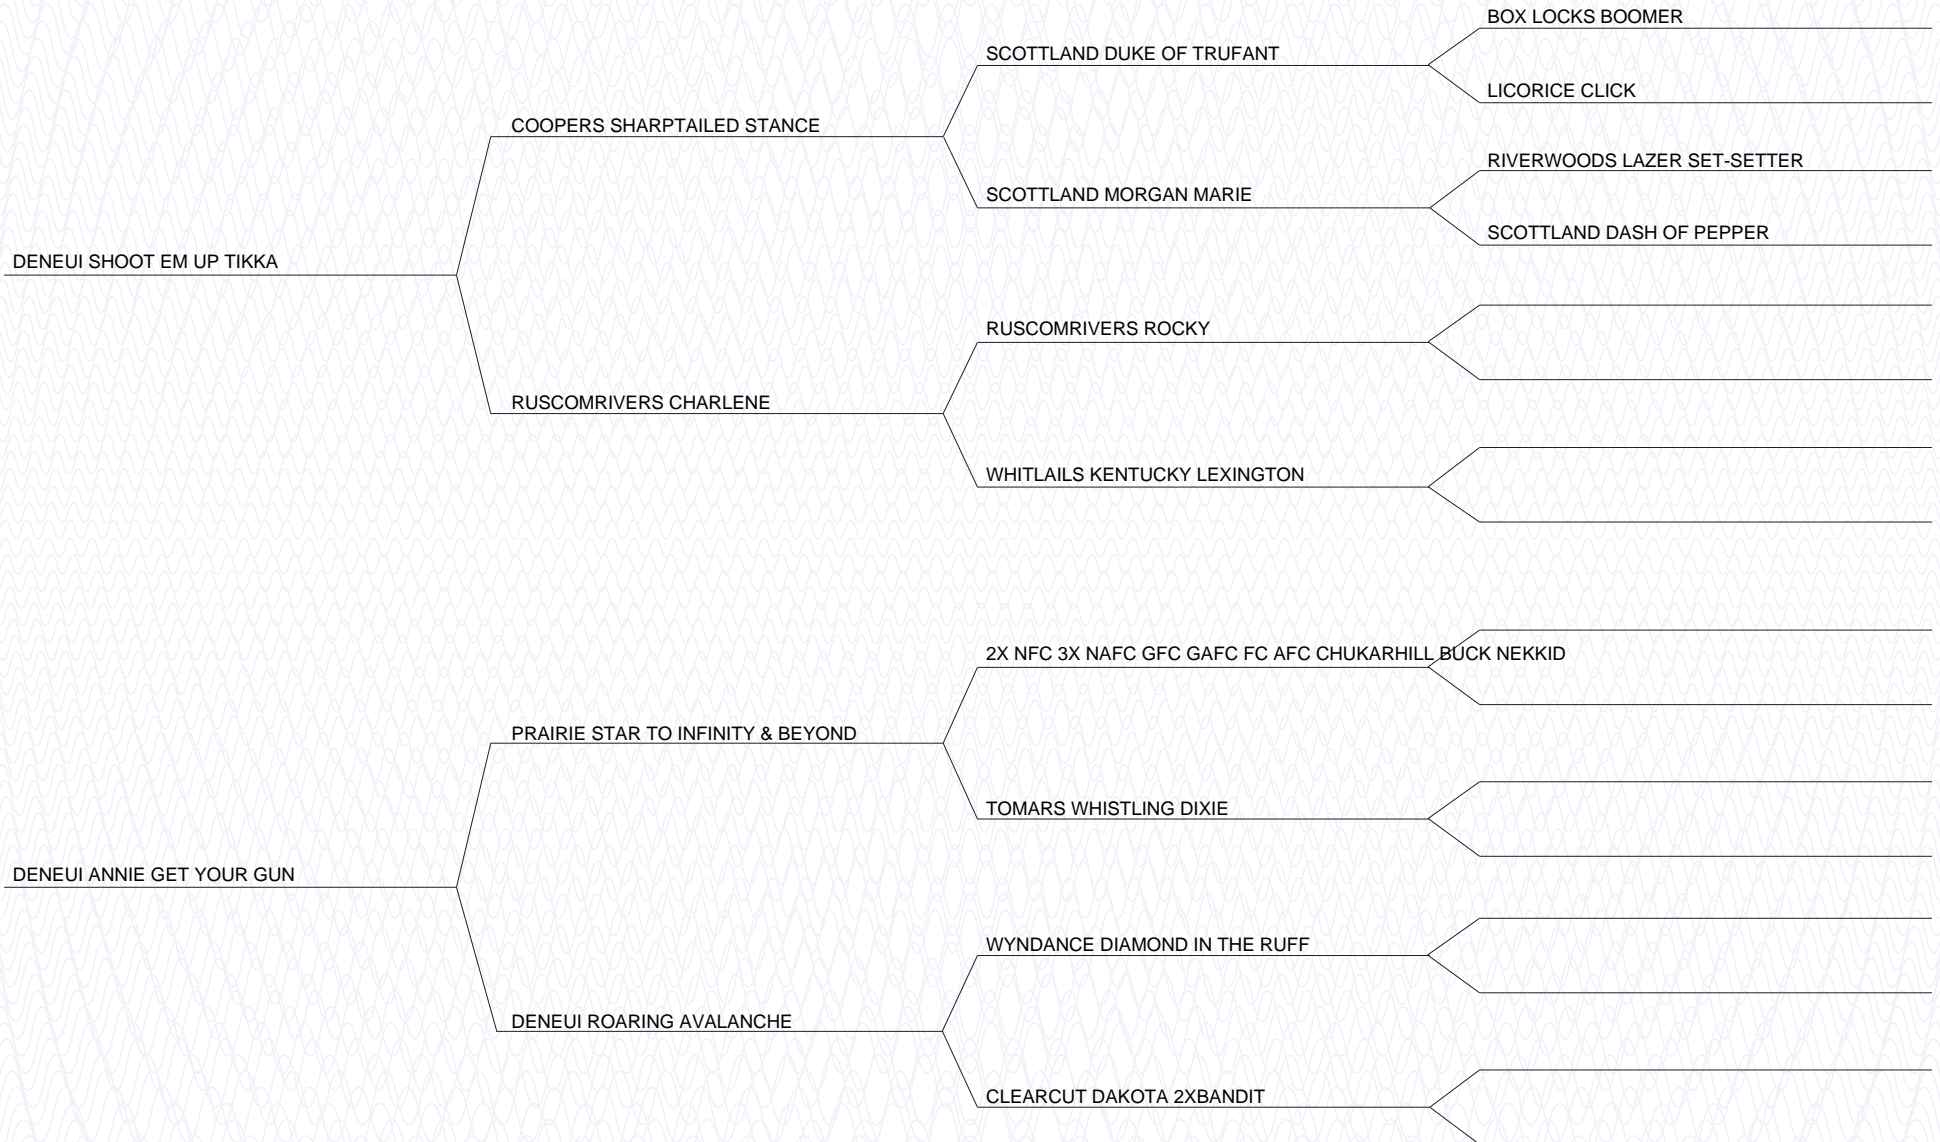 BOX LOCKS BOOMER
SCOTTLAND DUKE OF TRUFANT
LICORICE CLICK
COOPERS SHARPTAILED STANCE
RIVERWOODS LAZER SET-SETTER
SCOTTLAND MORGAN MARIE
SCOTTLAND DASH OF PEPPER
DENEUI SHOOT EM UP TIKKA
RUSCOMRIVERS ROCKY
RUSCOMRIVERS CHARLENE
WHITLAILS KENTUCKY LEXINGTON
2X NFC 3X NAFC GFC GAFC FC AFC CHUKARHILL BUCK NEKKID
PRAIRIE STAR TO INFINITY & BEYOND
TOMARS WHISTLING DIXIE
DENEUI ANNIE GET YOUR GUN
WYNDANCE DIAMOND IN THE RUFF
DENEUI ROARING AVALANCHE
CLEARCUT DAKOTA 2XBANDIT